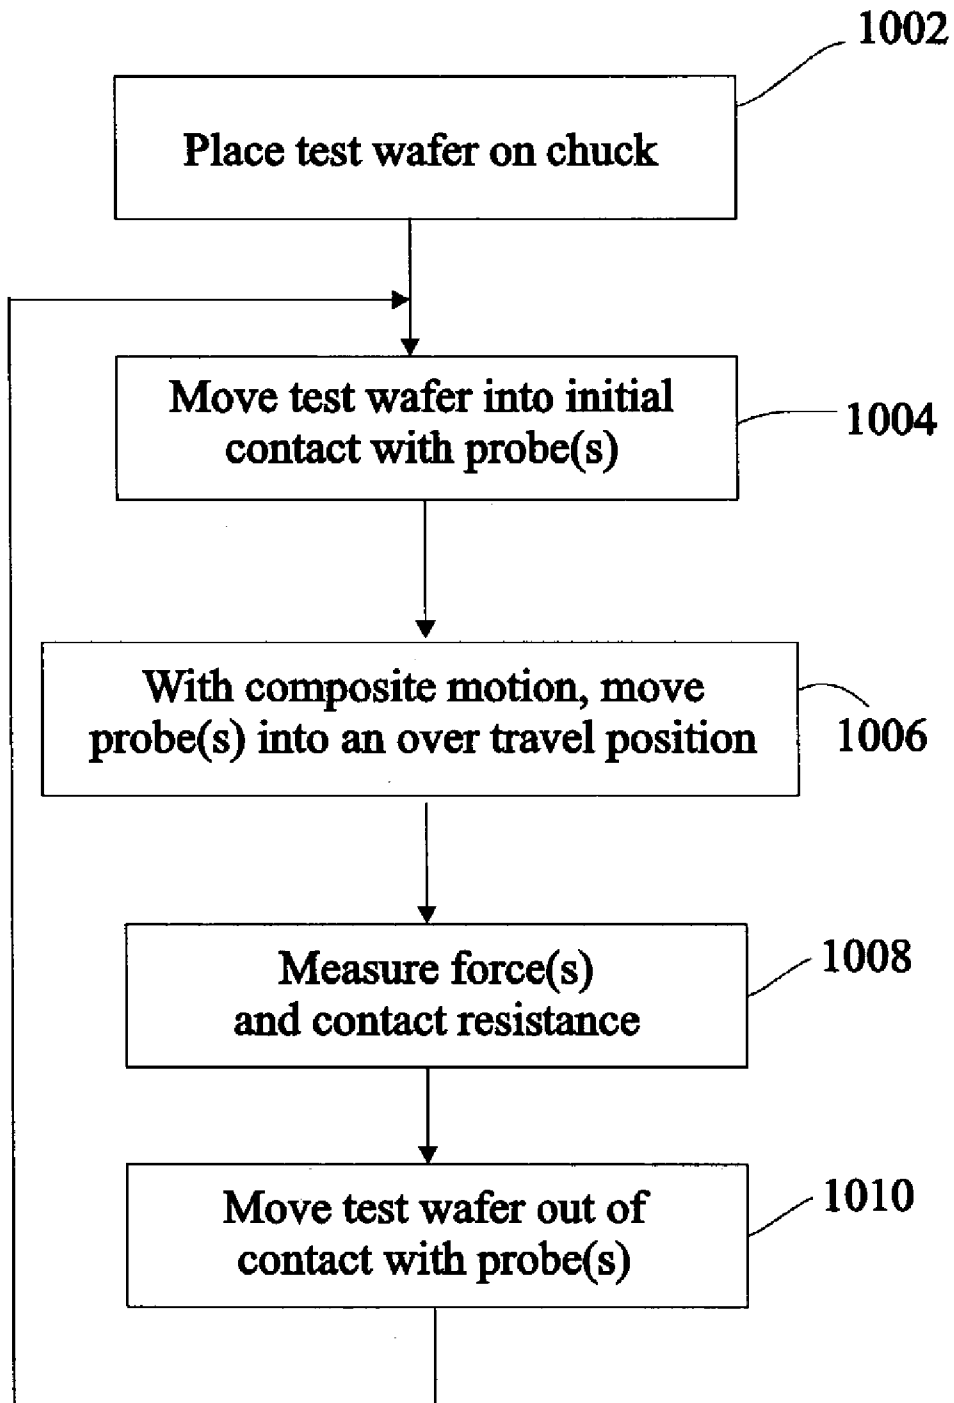 1002
Place test wafer on chuck
Move test wafer into initial
contact with probe(s)
1004
With composite motion, move
probe(s) into an over travel position
1006
Measure force(s)
and contact resistance
1008
Move test wafer out of
contact with probe(s)
1010